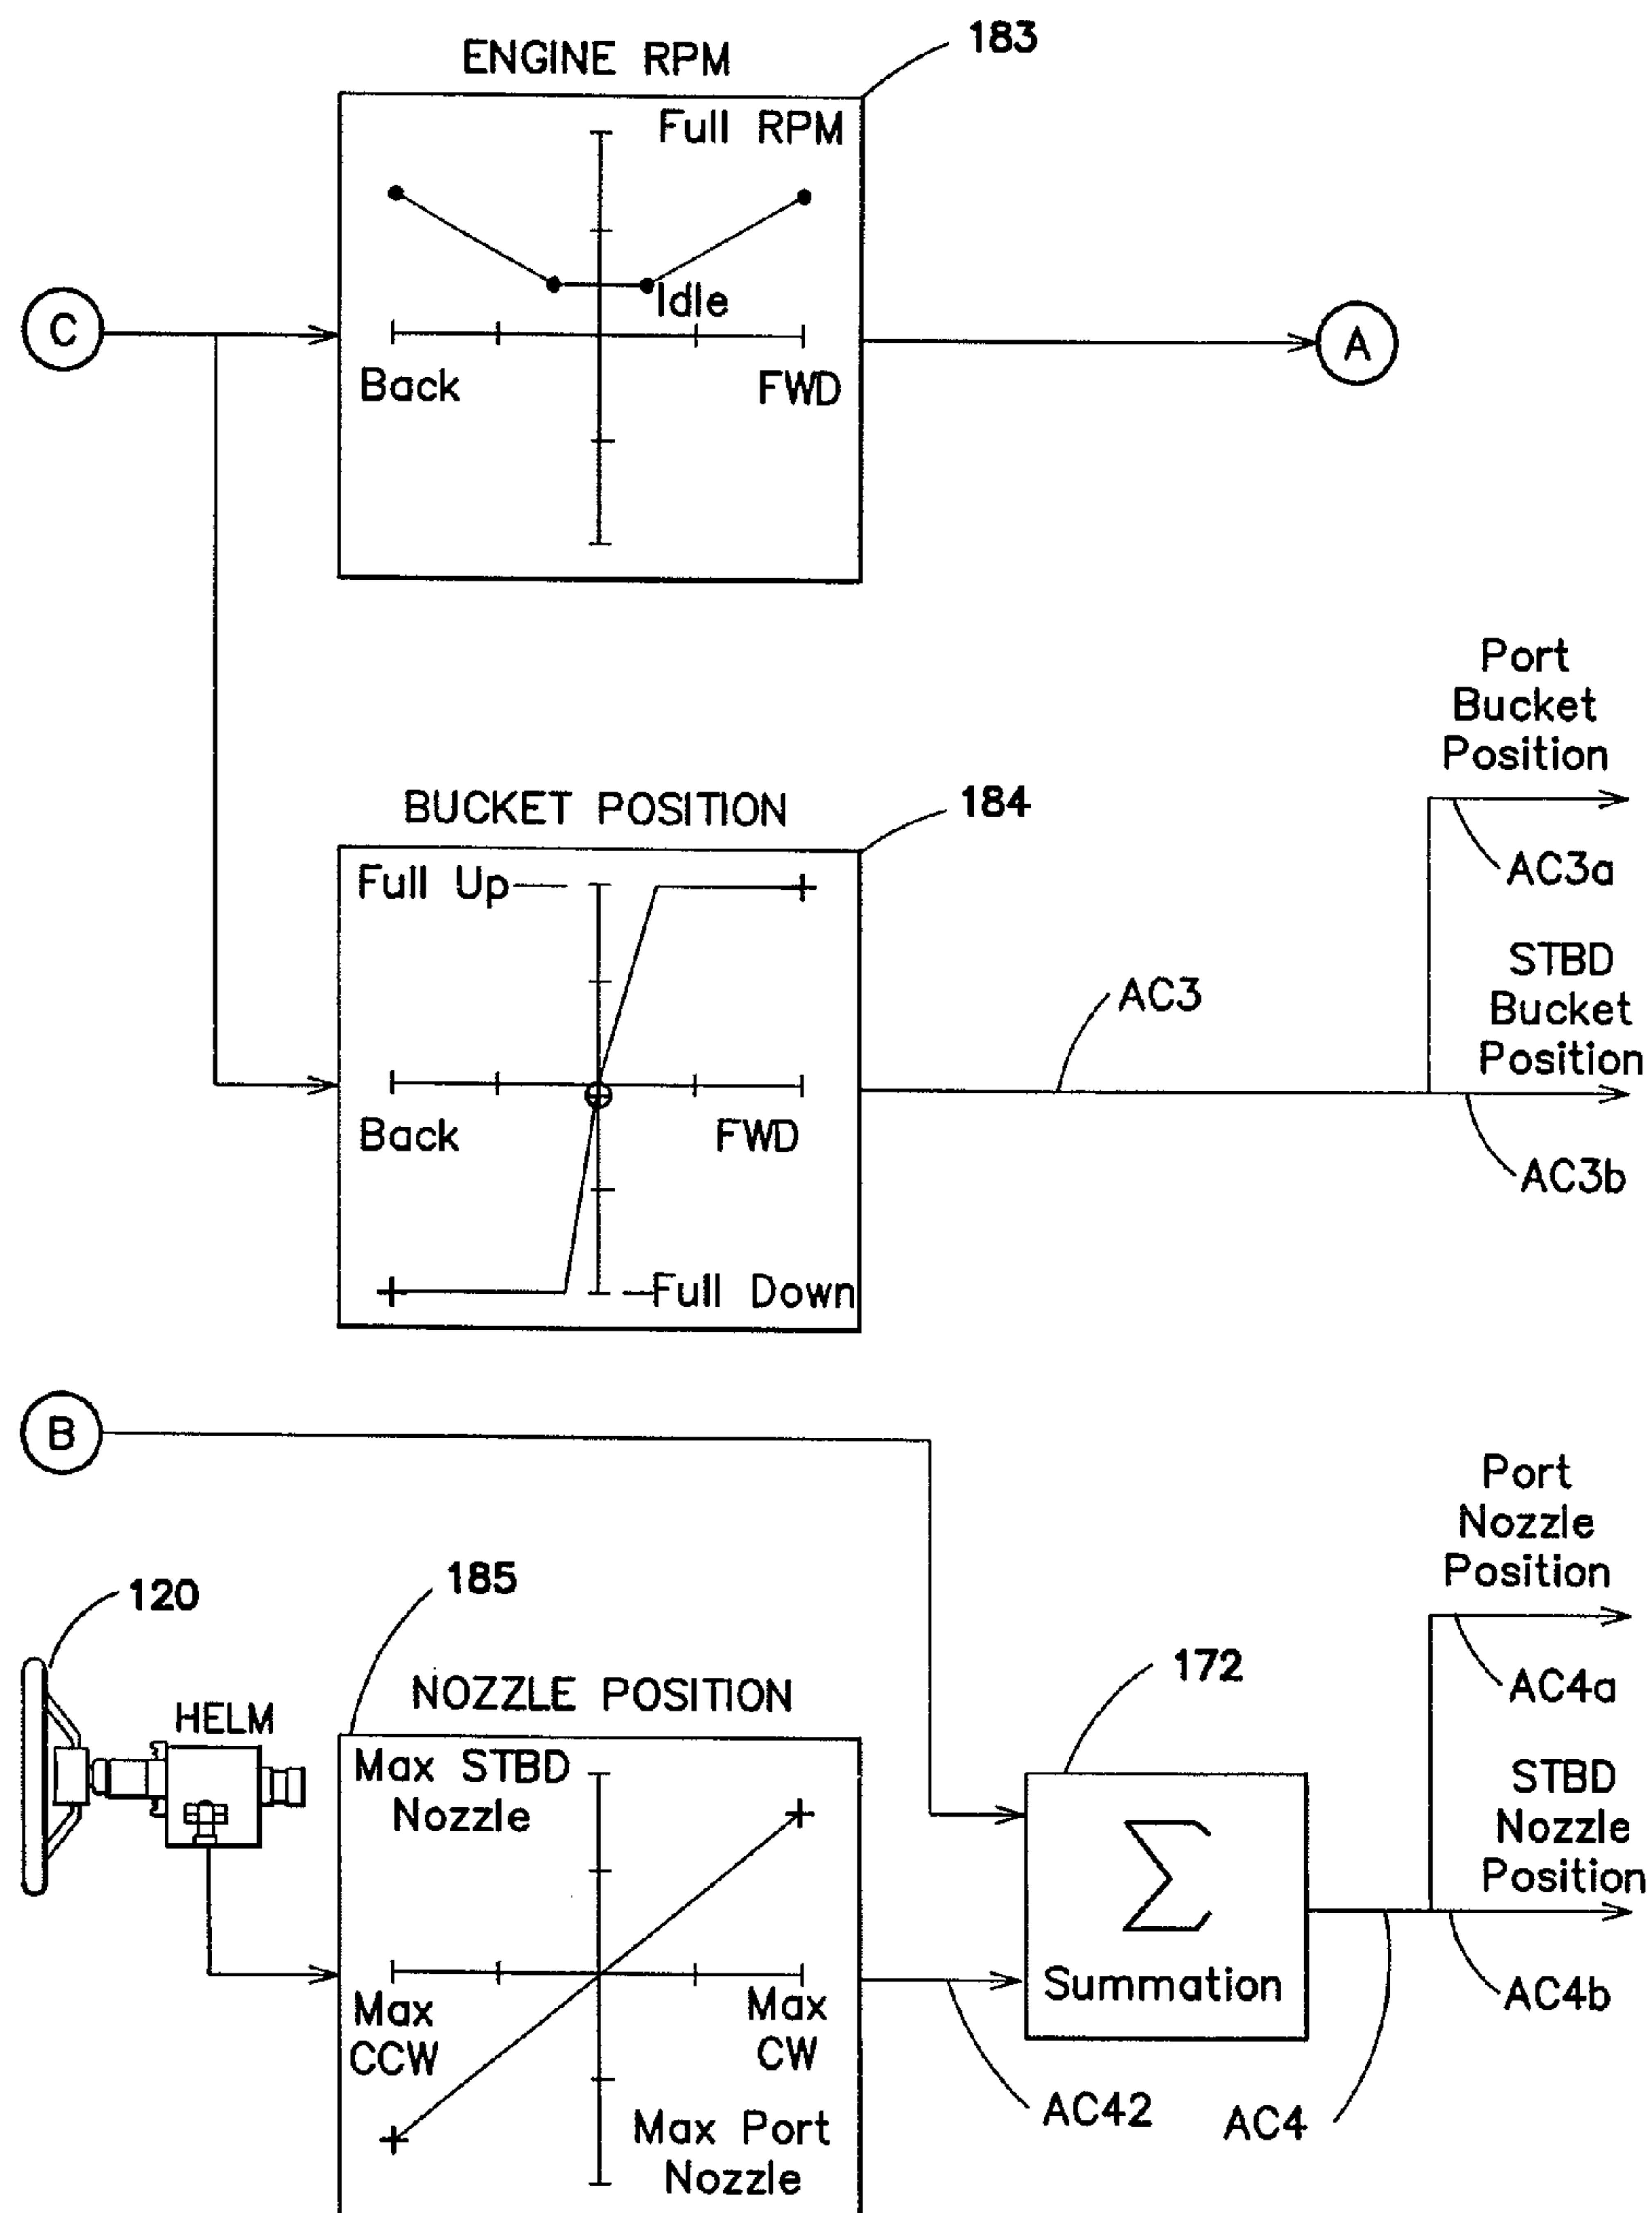 ENGINE RPM
183
Full RPM
Idle
C
A
Back
FWD
Port
Bucket
Position
BUCKET POSITION
184
Full Up
AC3a
STBD
Bucket
Position
AC3
Back
FWD
AC3b
Full Down
B
Port
Nozzle
Position
120
185
HELM
NOZZLE POSITION
172
AC4a
Max STBD
Nozzle
STBD
Nozzle
Position
Σ
Summation
Max
CCW
Max
CW
AC4b
AC42
AC4
Max Port
Nozzle